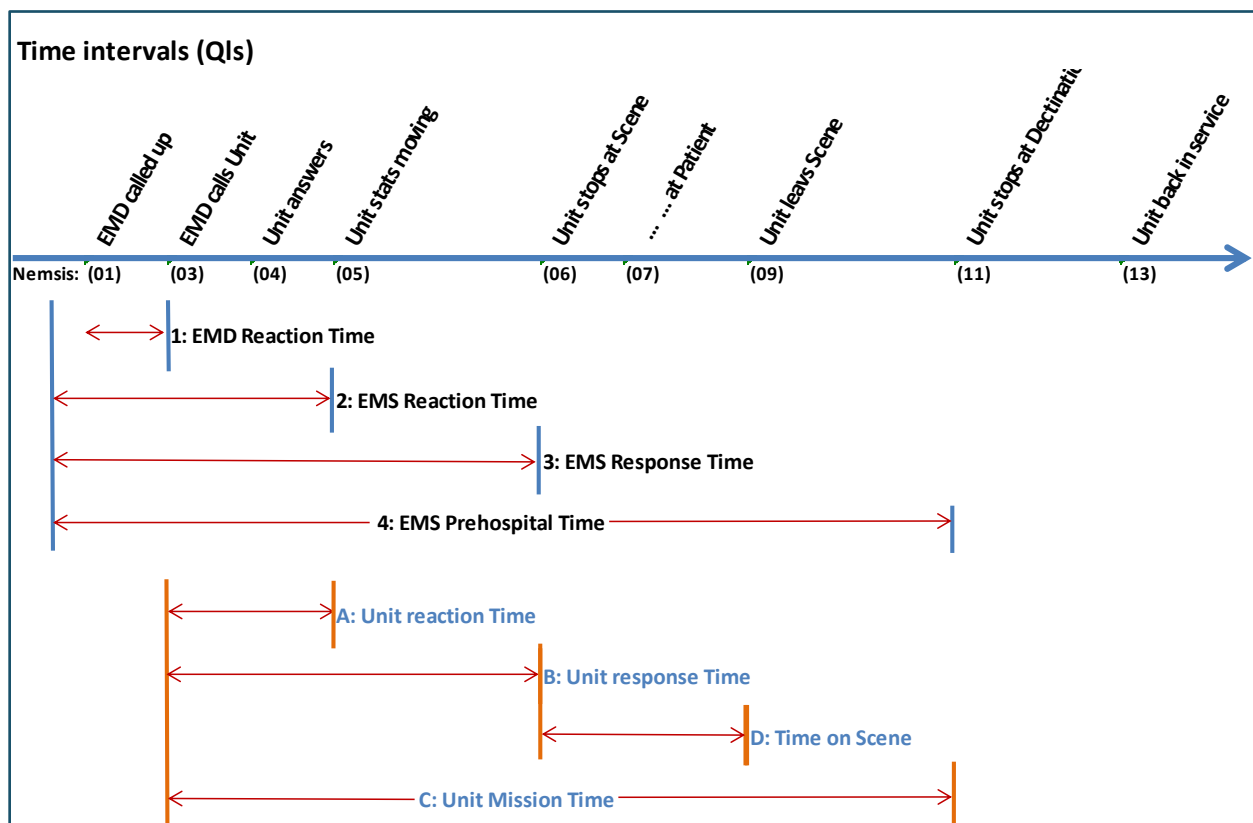 Time intervals (QIs)
EMD called up
EMD calls Unit
Unit answers
Unit stats moving
Unit stops at Scene
... ... at Patient
Unit leavs Scene
Unit stops at Dectinatio
Unit back in service
Nemsis: (01) (03) (04) (05) (06) (07) (09) (11) (13)
1: EMD Reaction Time
2: EMS Reaction Time
3: EMS Response Time
4: EMS Prehospital Time
A: Unit reaction Time
B: Unit response Time
D: Time on Scene
C: Unit Mission Time